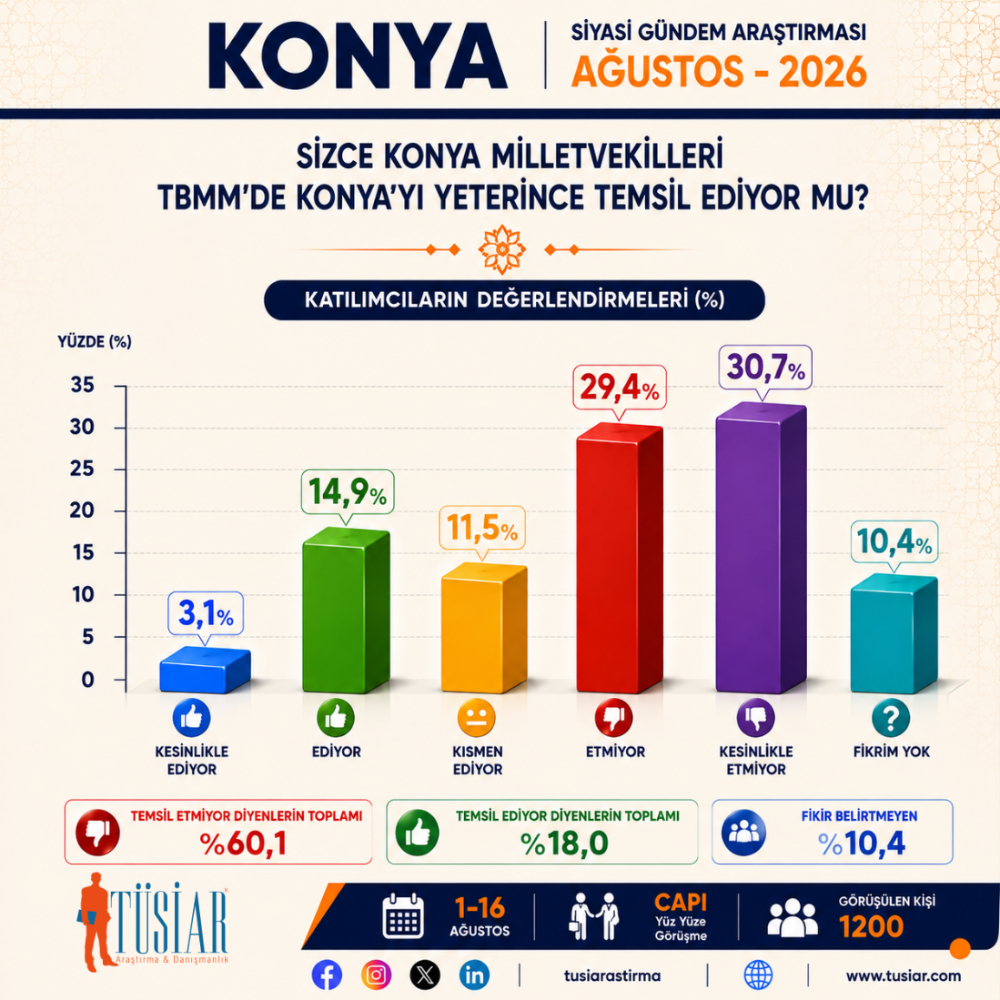 KONYA
SİYASİ GÜNDEM ARAŞTIRMASI
AĞUSTOS - 2026
SİZCE KONYA MİLLETVEKİLLERİ
TBMM'DE KONYA'YI YETERİNCE TEMSİL EDİYOR MU?
KATILIMCILARIN DEĞERLENDİRMELERİ (%)
YÜZDE (%)
35
30
25
20
15
10
5
0
3,1%
14,9%
11,5%
29,4%
30,7%
10,4%
KESİNLİKLE
EDİYOR
EDİYOR
KISMEN
EDİYOR
ETMİYOR
KESİNLİKLE
ETMİYOR
FİKRİM YOK
TEMSİL ETMİYOR DİYENLERİN TOPLAMI
%60,1
TEMSİL EDİYOR DİYENLERİN TOPLAMI
%18,0
FİKİR BELİRTMEYEN
%10,4
TÜSİAR
Araştırma & Danışmanlık
1-16
AĞUSTOS
CAPI
Yüz Yüze
Görüşme
GÖRÜŞÜLEN KİŞİ
1200
tusiarastirma
www.tusiar.com